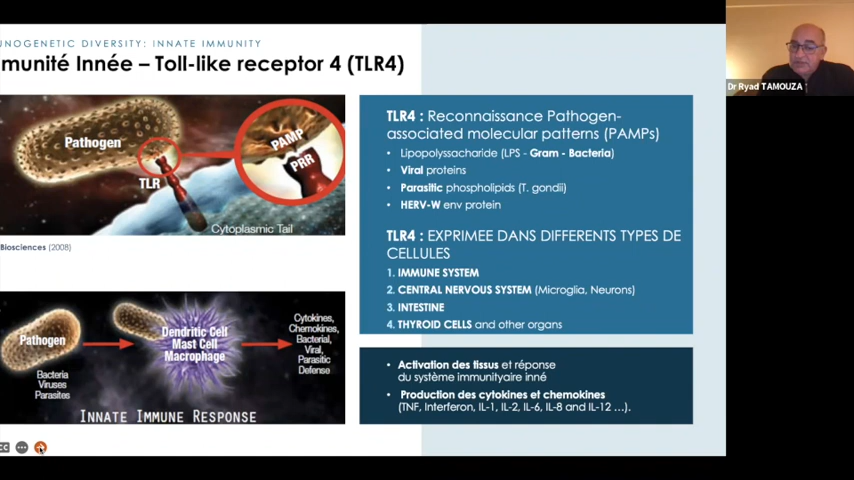 UNOGENETIC DIVERSITY: INNATE IMMUNITY
munité Innée – Toll-like receptor 4 (TLR4)
Pathogen
PAMP
PRR
TLR
Cytoplasmic Tail
Biosciences (2008)
Pathogen
Bacteria
Viruses
Parasites
Dendritic Cell
Mast Cell
Macrophage
Cytokines,
Chemokines,
Bacterial,
Viral,
Parasitic
Defense
INNATE IMMUNE RESPONSE
TLR4 : Reconnaissance Pathogen-
associated molecular patterns (PAMPs)
• Lipopolyssacharide (LPS - Gram - Bacteria)
• Viral proteins
• Parasitic phospholipids (T. gondii)
• HERV-W env protein
TLR4 : EXPRIMEE DANS DIFFERENTS TYPES DE
CELLULES
1. IMMUNE SYSTEM
2. CENTRAL NERVOUS SYSTEM (Microglia, Neurons)
3. INTESTINE
4. THYROID CELLS and other organs
• Activation des tissus et réponse
du système immunityaire inné
• Production des cytokines et chemokines
(TNF, Interferon, IL-1, IL-2, IL-6, IL-8 and IL-12 ...).
CC
Dr Ryad TAMOUZA